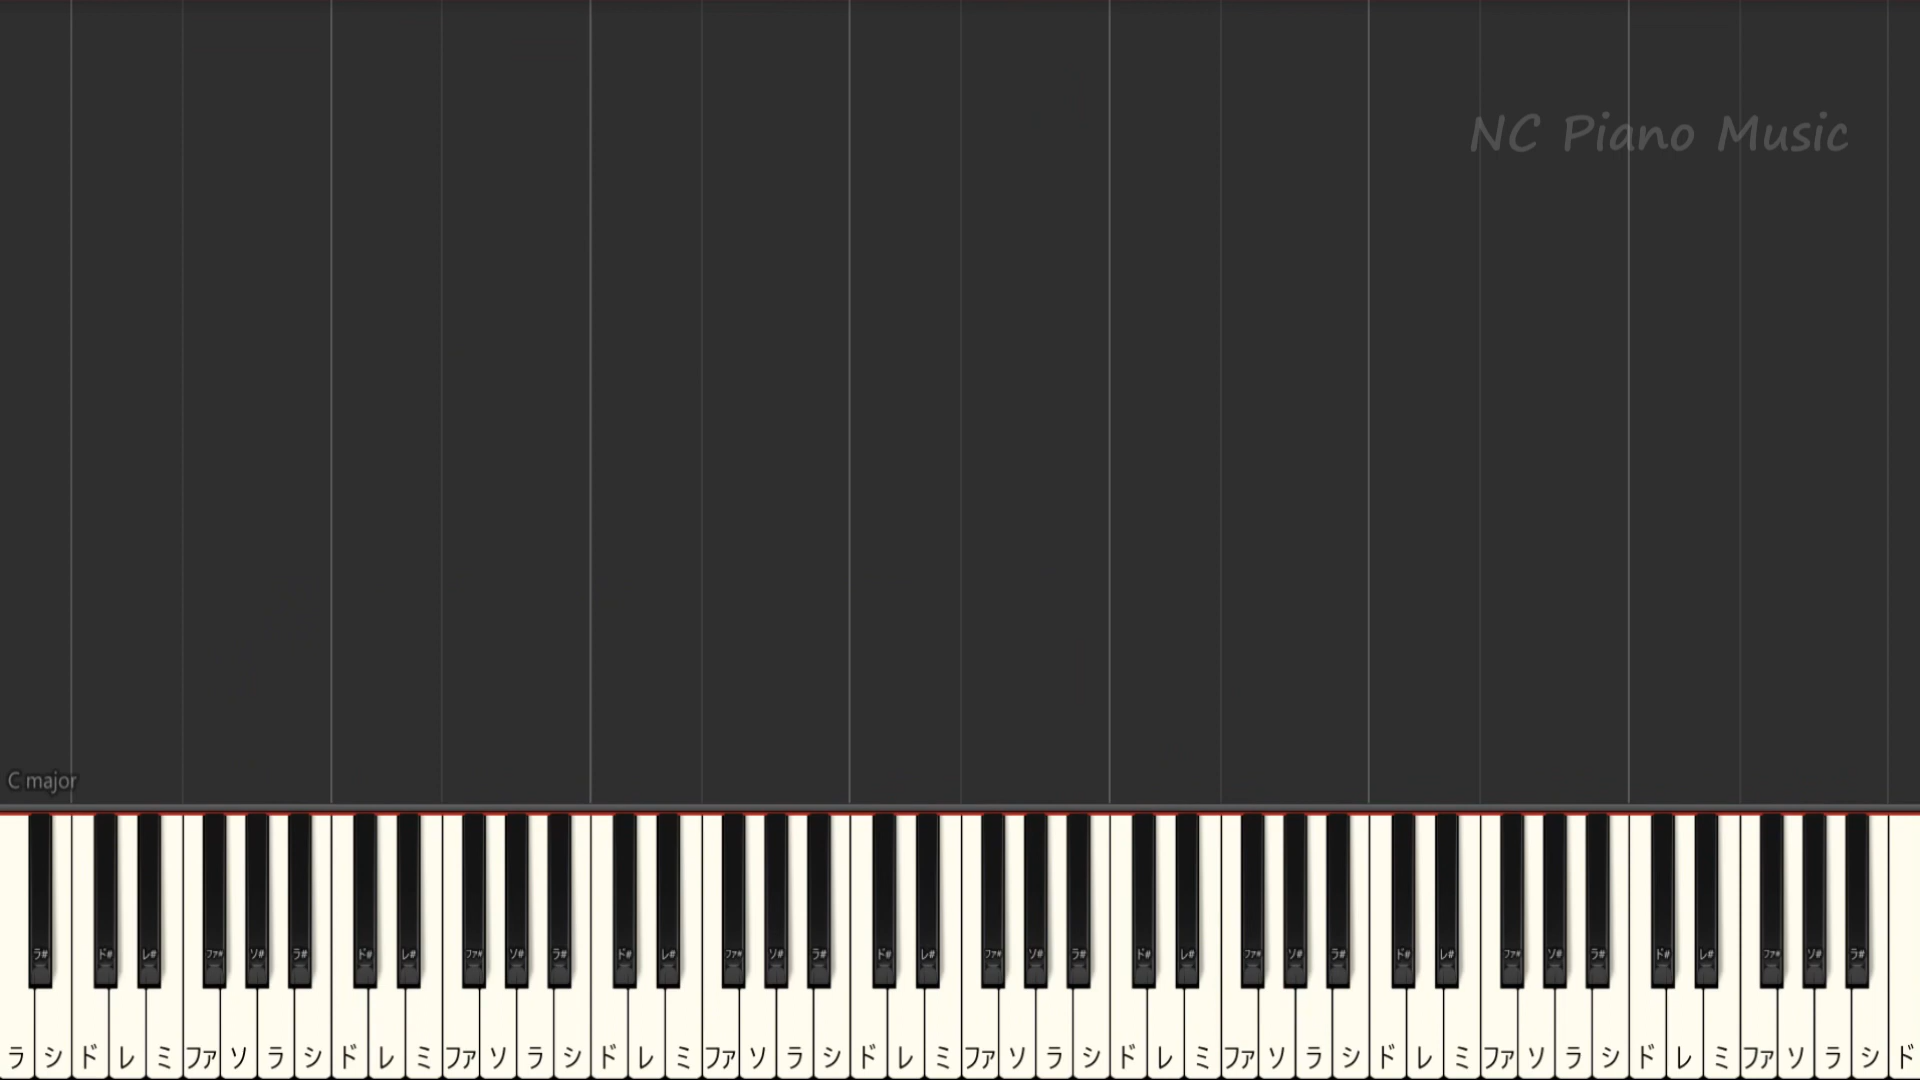 NC Piano Music
C major
ラ# ド# レ# ファ# ソ# ラ# ド# レ# ファ# ソ# ラ# ド# レ# ファ# ソ# ラ# ド# レ# ファ# ソ# ラ# ド# レ# ファ# ソ# ラ# ド# レ# ファ# ソ# ラ# ド# レ# ファ# ソ# ラ#
ラ シ ド レ ミ ファ ソ ラ シ ド レ ミ ファ ソ ラ シ ド レ ミ ファ ソ ラ シ ド レ ミ ファ ソ ラ シ ド レ ミ ファ ソ ラ シ ド レ ミ ファ ソ ラ シ ド レ ミ ファ ソ ラ シ ド